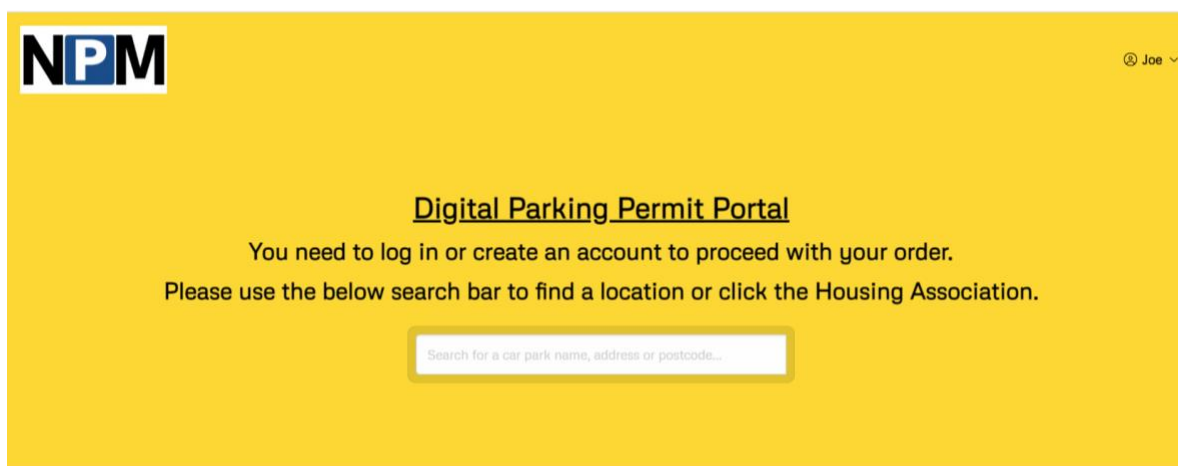 NPM
Joe
Digital Parking Permit Portal
You need to log in or create an account to proceed with your order.
Please use the below search bar to find a location or click the Housing Association.
Search for a car park name, address or postcode...